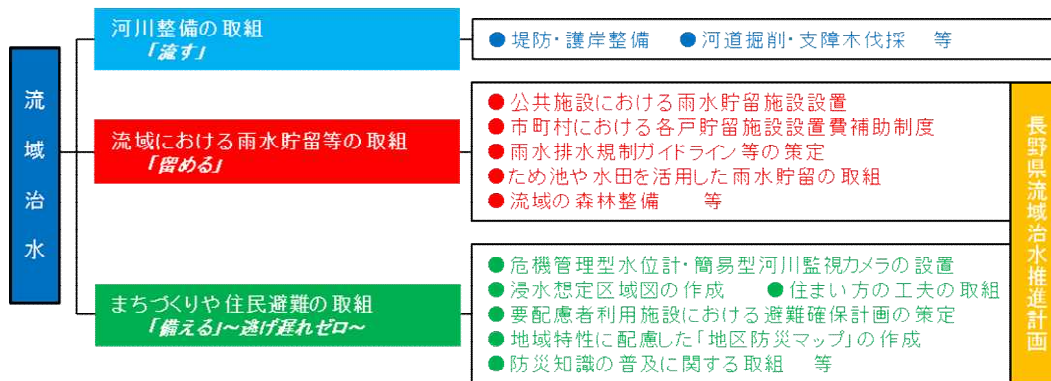 流域治水
河川整備の取組
「流す」
●堤防・護岸整備　●河道掘削・支障木伐採　等
流域における雨水貯留等の取組
「留める」
●公共施設における雨水貯留施設設置
●市町村における各戸貯留施設設置費補助制度
●雨水排水規制ガイドライン等の策定
●ため池や水田を活用した雨水貯留の取組
●流域の森林整備　等
まちづくりや住民避難の取組
「備える」～逃げ遅れゼロ～
●危機管理型水位計・簡易型河川監視カメラの設置
●浸水想定区域図の作成　●住まい方の工夫の取組
●要配慮者利用施設における避難確保計画の策定
●地域特性に配慮した「地区防災マップ」の作成
●防災知識の普及に関する取組　等
長野県流域治水推進計画